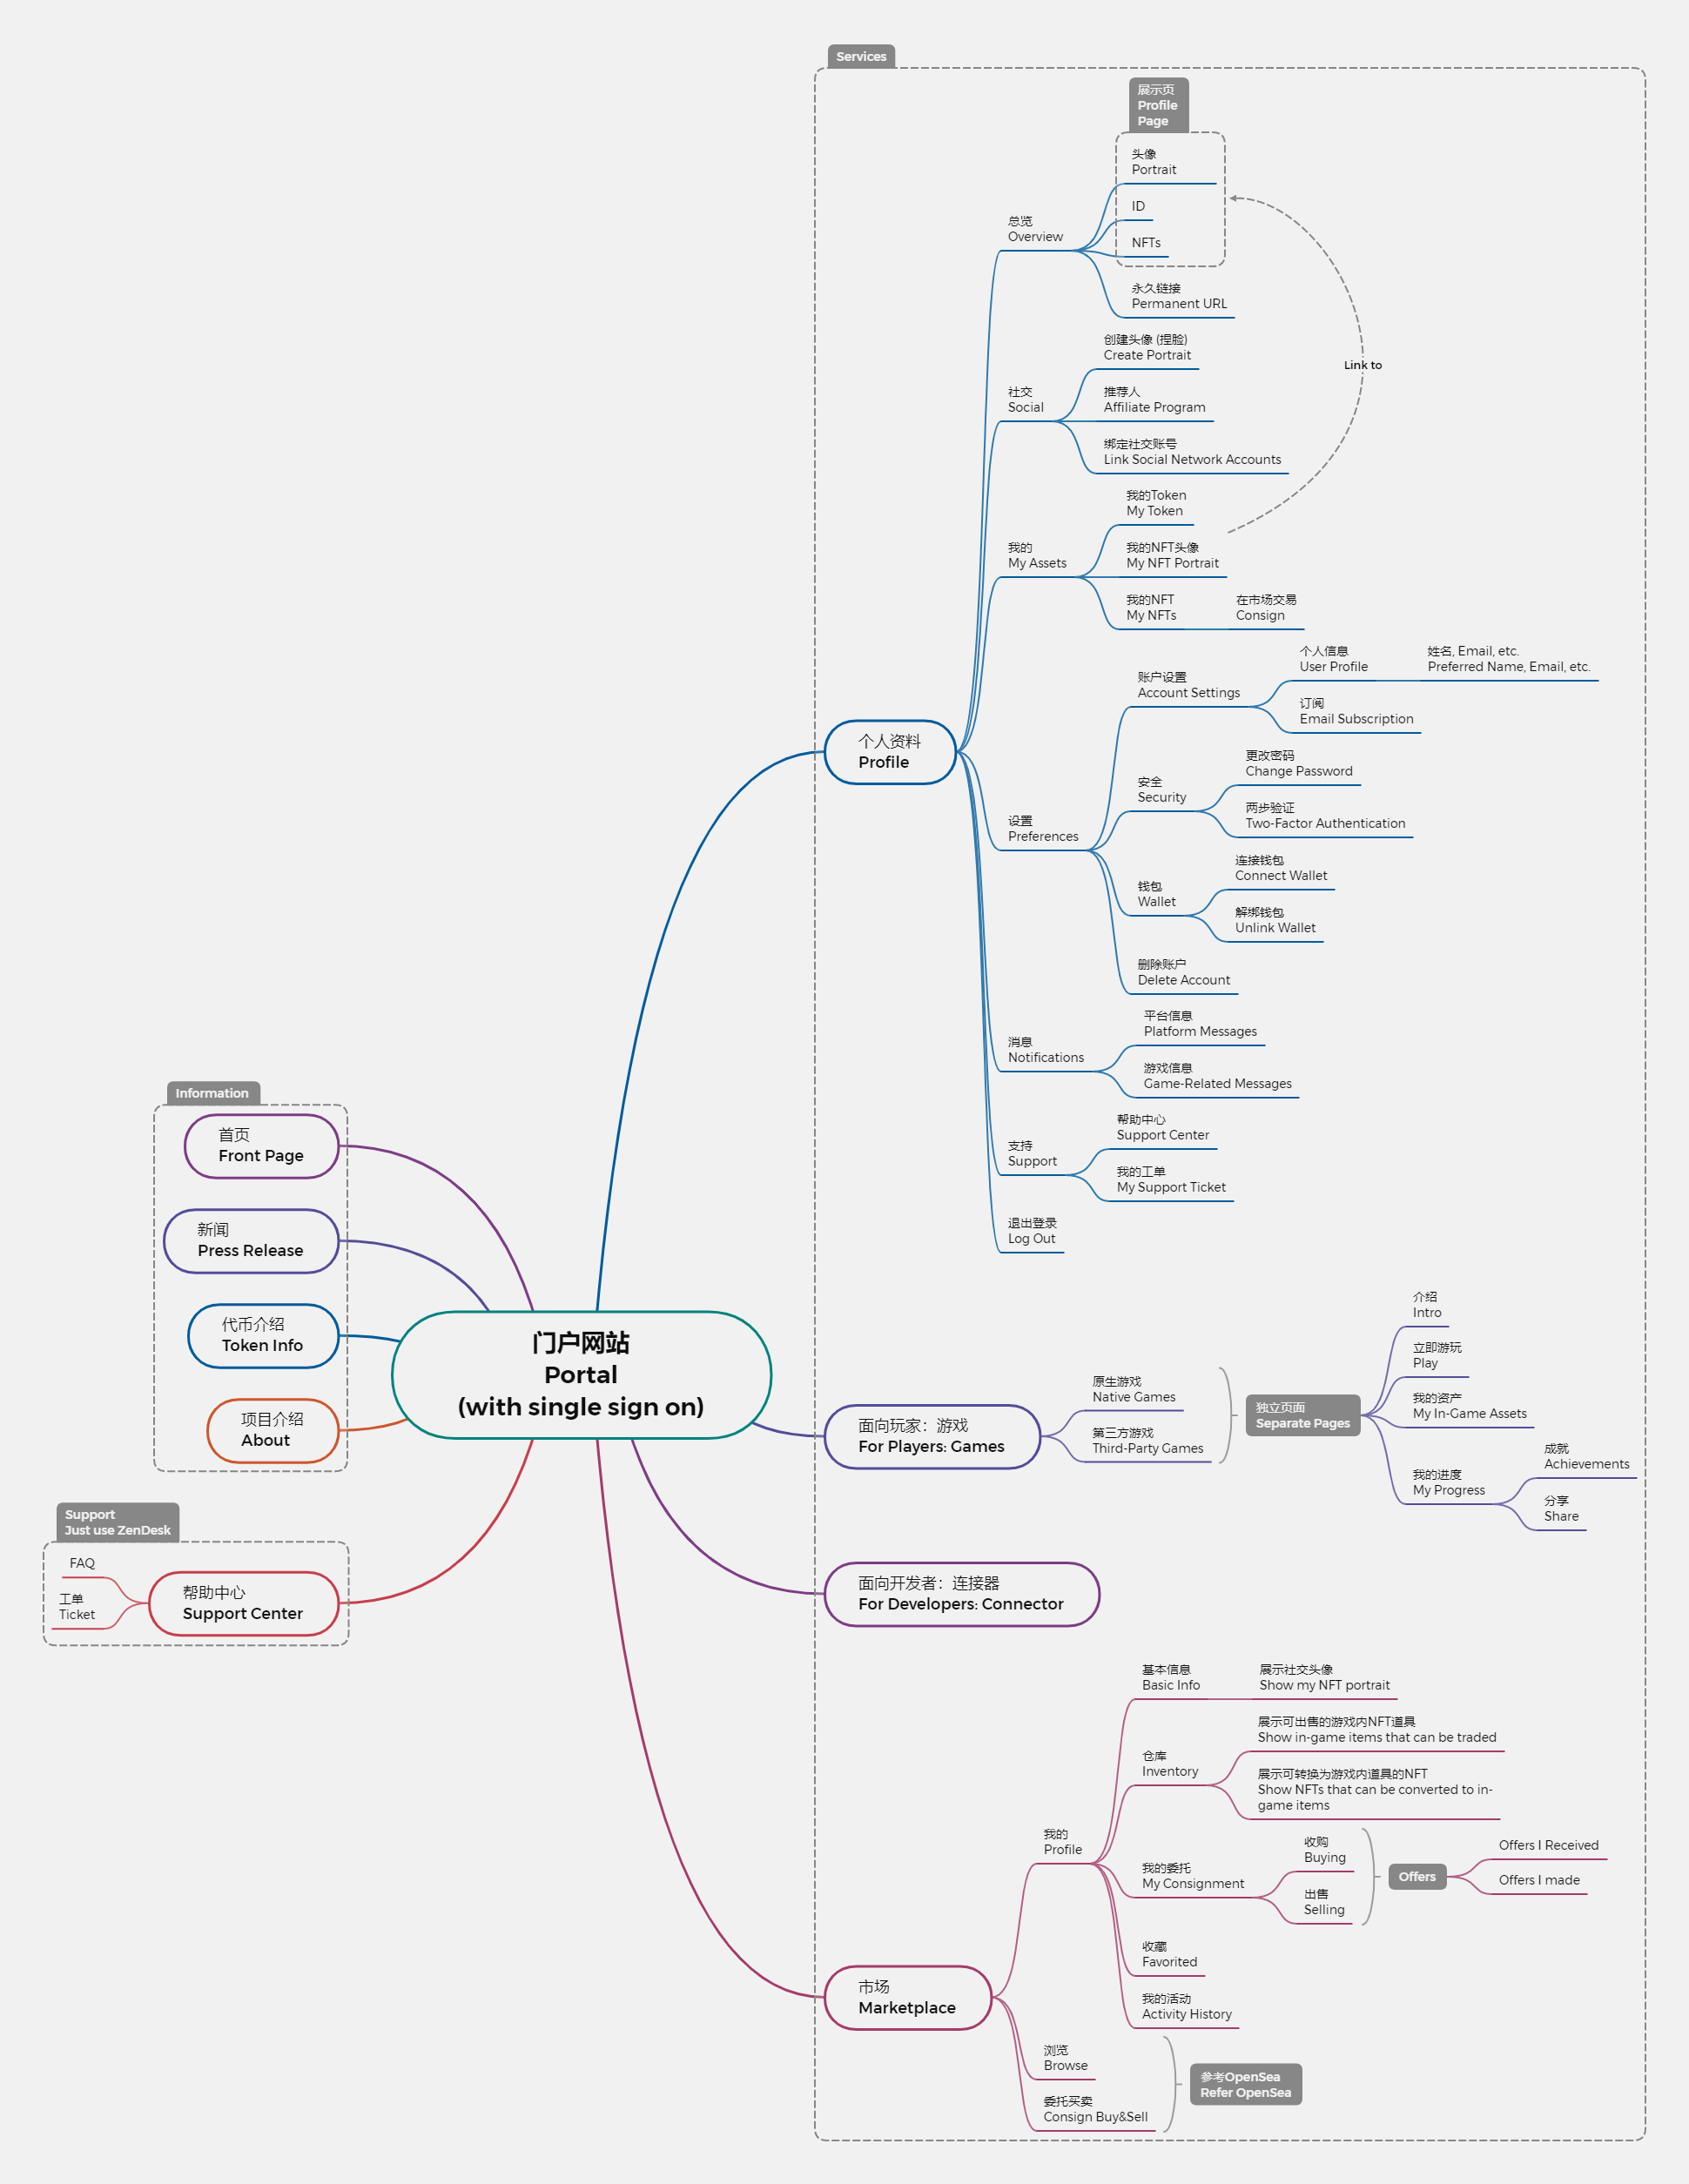 门户网站
Portal
(with single sign on)
Information
首页
Front Page
新闻
Press Release
代币介绍
Token Info
项目介绍
About
Support
Just use ZenDesk
帮助中心
Support Center
FAQ
工单
Ticket
Services
个人资料
Profile
总览
Overview
展示页
Profile
Page
头像
Portrait
ID
NFTs
永久链接
Permanent URL
Link to
社交
Social
创建头像 (捏脸)
Create Portrait
推荐人
Affiliate Program
绑定社交账号
Link Social Network Accounts
我的
My Assets
我的Token
My Token
我的NFT头像
My NFT Portrait
我的NFT
My NFTs
在市场交易
Consign
设置
Preferences
账户设置
Account Settings
个人信息
User Profile
姓名, Email, etc.
Preferred Name, Email, etc.
订阅
Email Subscription
安全
Security
更改密码
Change Password
两步验证
Two-Factor Authentication
钱包
Wallet
连接钱包
Connect Wallet
解绑钱包
Unlink Wallet
删除账户
Delete Account
消息
Notifications
平台信息
Platform Messages
游戏信息
Game-Related Messages
支持
Support
帮助中心
Support Center
我的工单
My Support Ticket
退出登录
Log Out
面向玩家：游戏
For Players: Games
原生游戏
Native Games
第三方游戏
Third-Party Games
独立页面
Separate Pages
介绍
Intro
立即游玩
Play
我的资产
My In-Game Assets
我的进度
My Progress
成就
Achievements
分享
Share
面向开发者：连接器
For Developers: Connector
市场
Marketplace
我的
Profile
基本信息
Basic Info
展示社交头像
Show my NFT portrait
仓库
Inventory
展示可出售的游戏内NFT道具
Show in-game items that can be traded
展示可转换为游戏内道具的NFT
Show NFTs that can be converted to in-
game items
我的委托
My Consignment
收购
Buying
出售
Selling
Offers
Offers I Received
Offers I made
收藏
Favorited
我的活动
Activity History
浏览
Browse
委托买卖
Consign Buy&Sell
参考OpenSea
Refer OpenSea